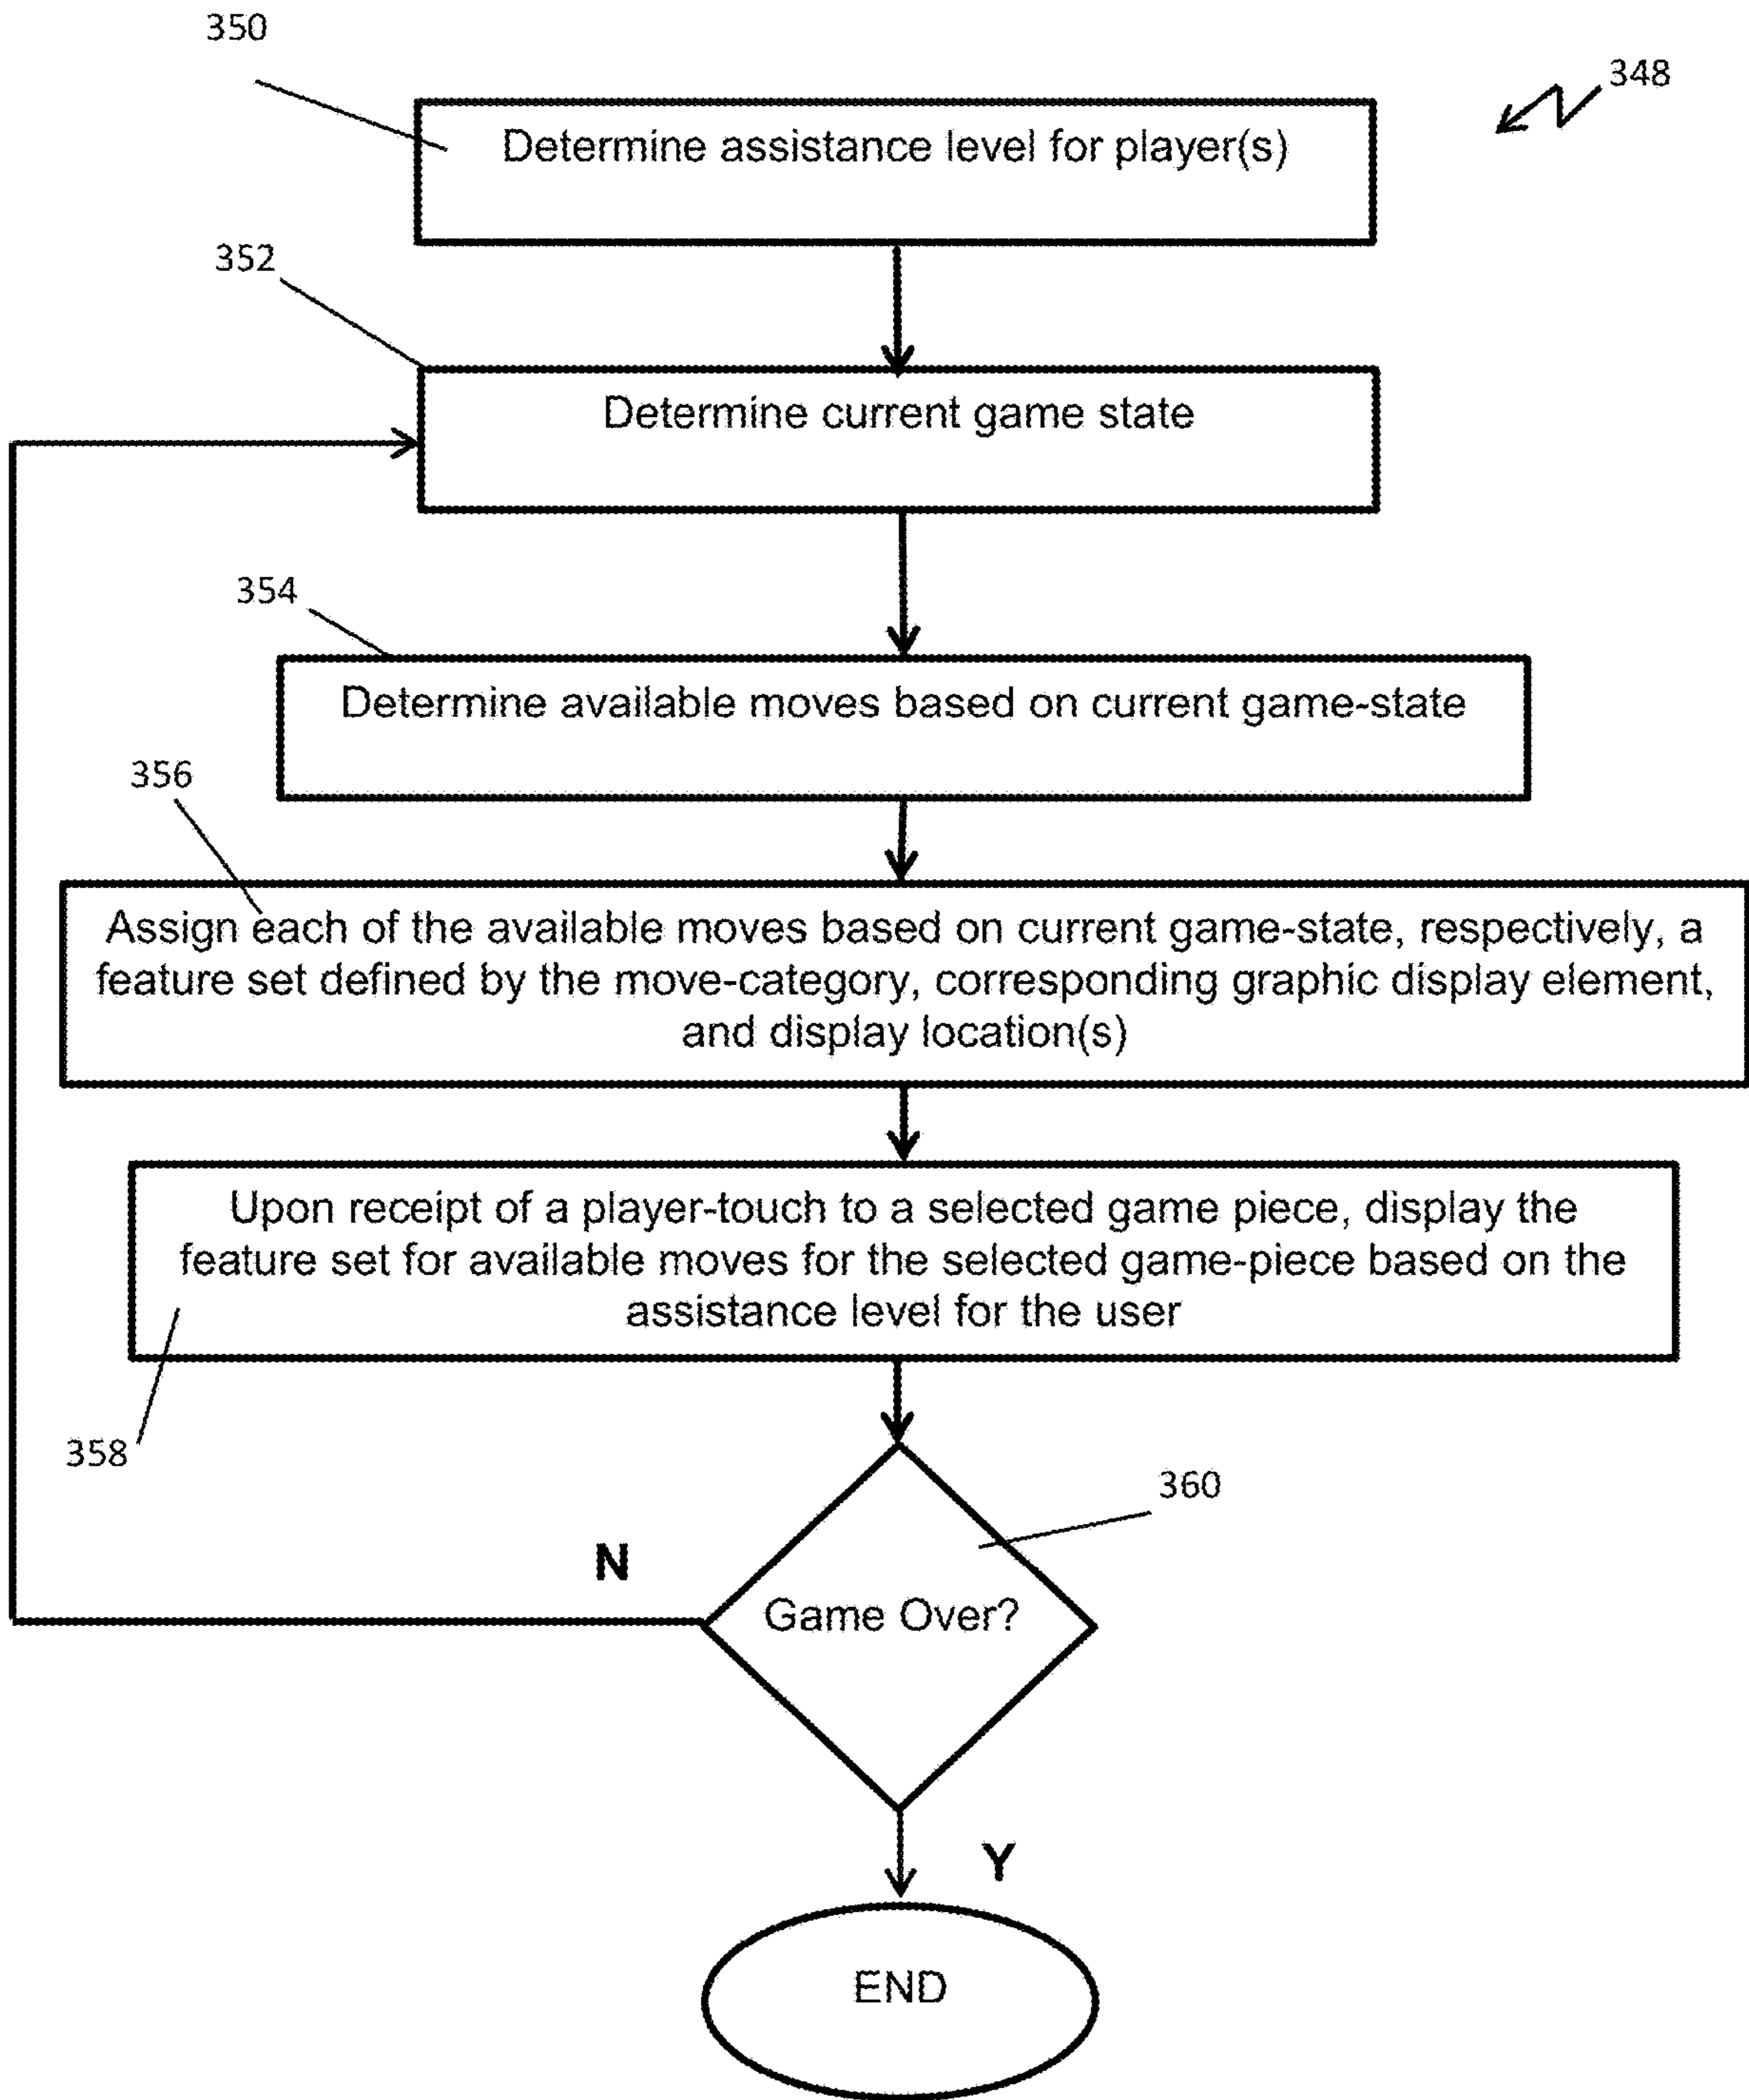 350
348
Determine assistance level for player(s)
352
Determine current game state
354
Determine available moves based on current game-state
356
Assign each of the available moves based on current game-state, respectively, a
feature set defined by the move-category, corresponding graphic display element,
and display location(s)
Upon receipt of a player-touch to a selected game piece, display the
feature set for available moves for the selected game-piece based on the
assistance level for the user
358
360
N
Game Over?
Y
END